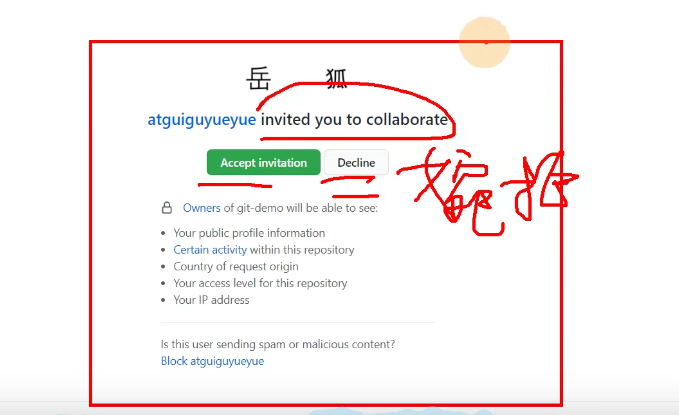 岳 狐
atguiguyueyue invited you to collaborate
Accept invitation Decline
Owners of git-demo will be able to see:
• Your public profile information
• Certain activity within this repository
• Country of request origin
• Your access level for this repository
• Your IP address
Is this user sending spam or malicious content?
Block atguiguyueyue